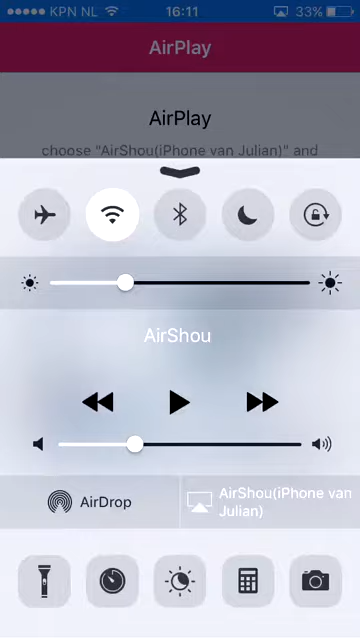 KPN NL 16:11 33%
AirPlay
AirPlay
choose "AirShou(iPhone van Julian)" and
AirShou
AirDrop
AirShou(iPhone van
Julian)